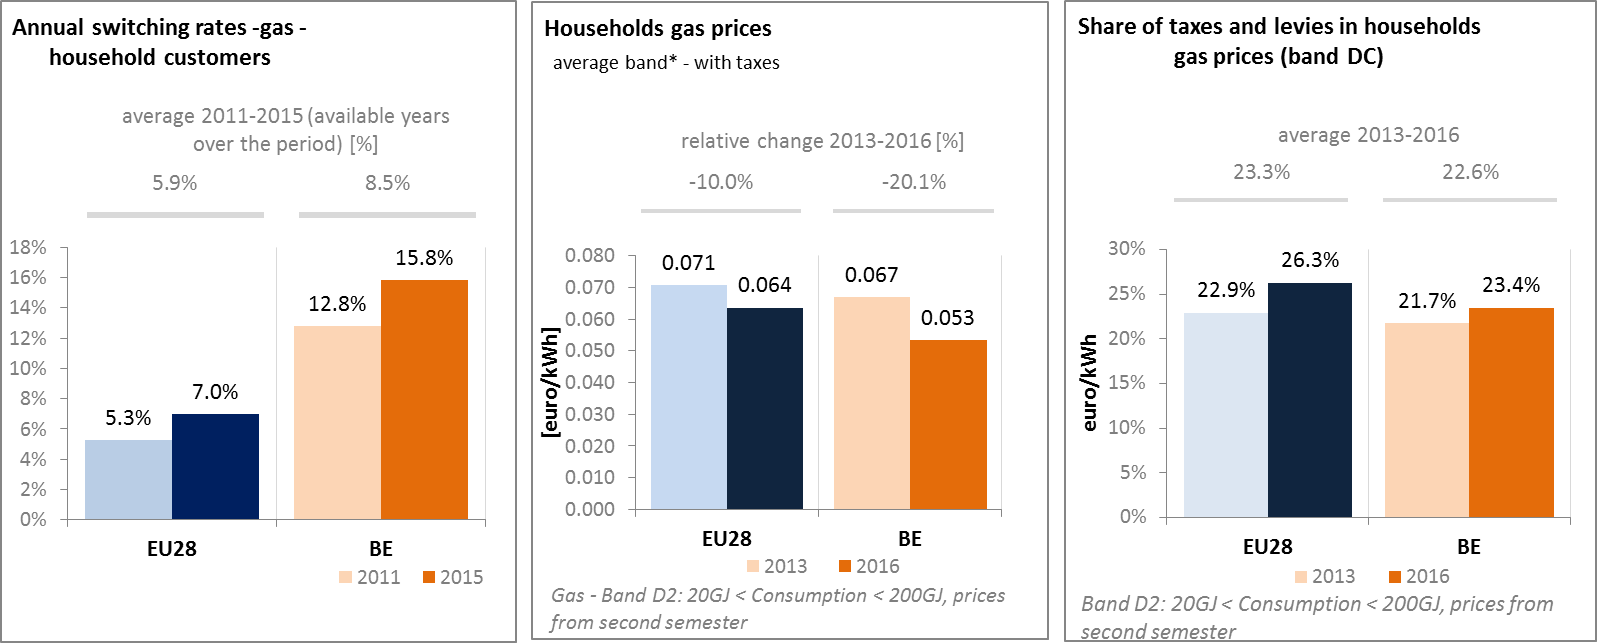 Annual switching rates -gas -
household customers
average 2011-2015 (available years
over the period) [%]
5.9%
8.5%
18%
16%
14%
12%
10%
8%
6%
4%
2%
0%
5.3%
7.0%
12.8%
15.8%
EU28
BE
2011
2015
Households gas prices
average band* - with taxes
relative change 2013-2016 [%]
-10.0%
-20.1%
[euro/kWh]
0.080
0.070
0.060
0.050
0.040
0.030
0.020
0.010
0.000
0.071
0.064
0.067
0.053
EU28
BE
2013
2016
Gas - Band D2: 20GJ < Consumption < 200GJ, prices
from second semester
Share of taxes and levies in households
gas prices (band DC)
average 2013-2016
23.3%
22.6%
euro/kWh
30%
25%
20%
15%
10%
5%
0%
22.9%
26.3%
21.7%
23.4%
EU28
BE
2013
2016
Band D2: 20GJ < Consumption < 200GJ, prices from
second semester